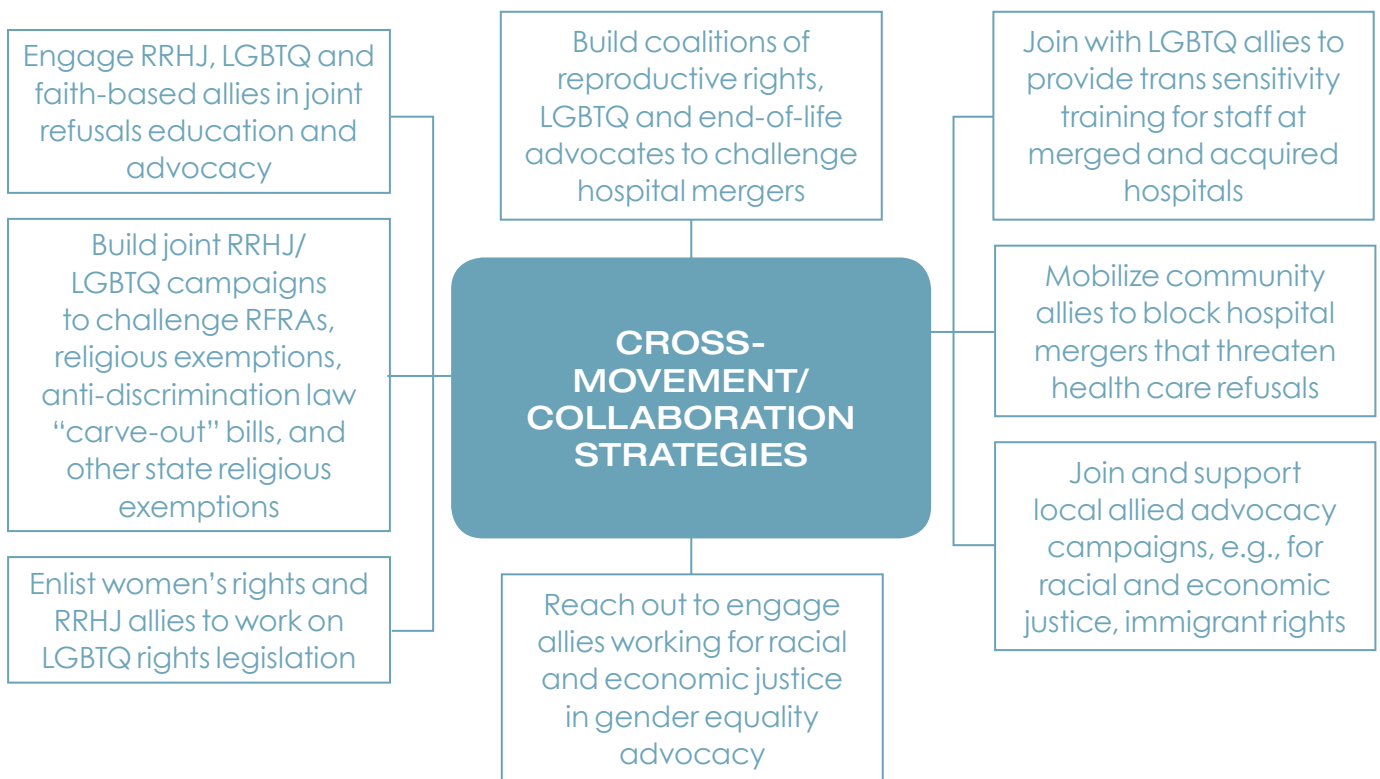 Engage RRHJ, LGBTQ and
faith-based allies in joint
refusals education and
advocacy
Build joint RRHJ/
LGBTQ campaigns
to challenge RFRAs,
religious exemptions,
anti-discrimination law
“carve-out” bills, and
other state religious
exemptions
Enlist women’s rights and
RRHJ allies to work on
LGBTQ rights legislation
Build coalitions of
reproductive rights,
LGBTQ and end-of-life
advocates to challenge
hospital mergers
CROSS-
MOVEMENT/
COLLABORATION
STRATEGIES
Reach out to engage
allies working for racial
and economic justice
in gender equality
advocacy
Join with LGBTQ allies to
provide trans sensitivity
training for staff at
merged and acquired
hospitals
Mobilize community
allies to block hospital
mergers that threaten
health care refusals
Join and support
local allied advocacy
campaigns, e.g., for
racial and economic
justice, immigrant rights